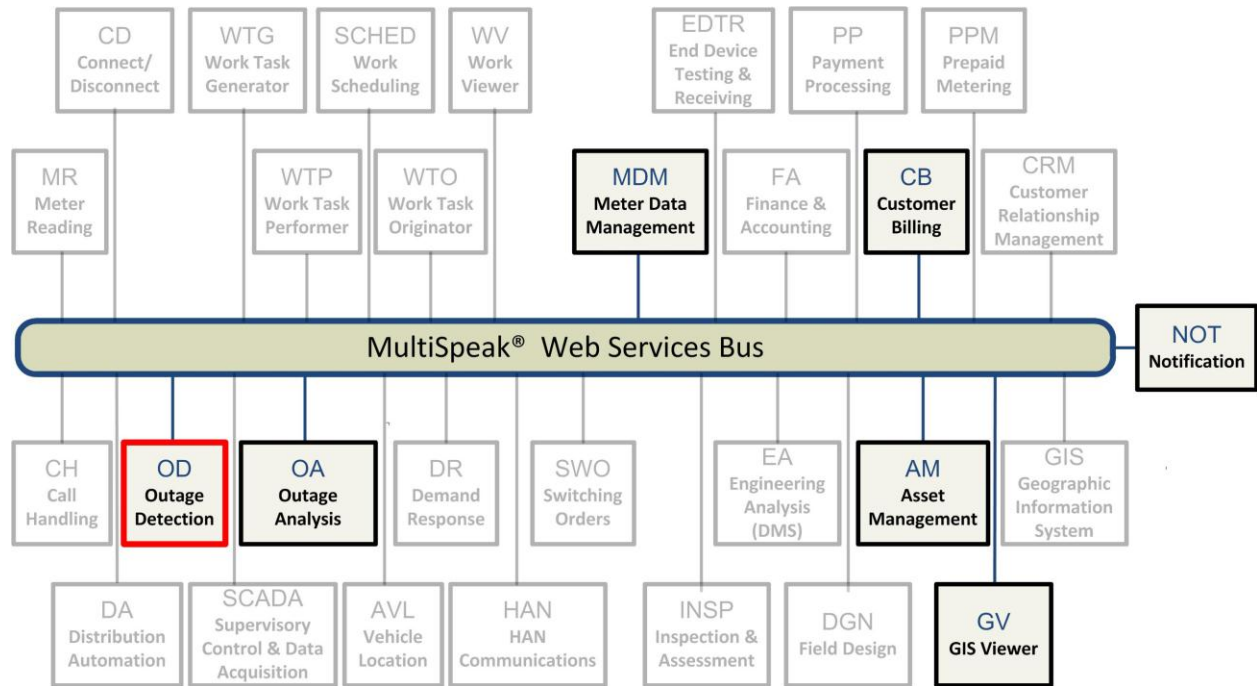 CD
Connect/
Disconnect
WTG
Work Task
Generator
SCHED
Work
Scheduling
WV
Work
Viewer
EDTR
End Device
Testing &
Receiving
PP
Payment
Processing
PPM
Prepaid
Metering
MR
Meter
Reading
WTP
Work Task
Performer
WTO
Work Task
Originator
MDM
Meter Data
Management
FA
Finance &
Accounting
CB
Customer
Billing
CRM
Customer
Relationship
Management
MultiSpeak® Web Services Bus
NOT
Notification
CH
Call
Handling
OD
Outage
Detection
OA
Outage
Analysis
DR
Demand
Response
SWO
Switching
Orders
EA
Engineering
Analysis
(DMS)
AM
Asset
Management
GIS
Geographic
Information
System
DA
Distribution
Automation
SCADA
Supervisory
Control & Data
Acquisition
AVL
Vehicle
Location
HAN
HAN
Communications
INSP
Inspection &
Assessment
DGN
Field Design
GV
GIS Viewer